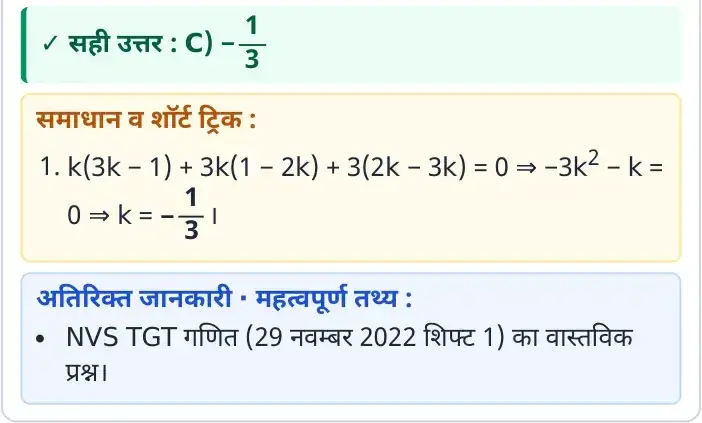 ✓ सही उत्तर : C) −1/3
समाधान व शॉर्ट ट्रिक :
1. k(3k − 1) + 3k(1 − 2k) + 3(2k − 3k) = 0 ⇒ −3k² − k =
0 ⇒ k = −1/3 ।
अतिरिक्त जानकारी · महत्वपूर्ण तथ्य :
• NVS TGT गणित (29 नवम्बर 2022 शिफ्ट 1) का वास्तविक
प्रश्न।